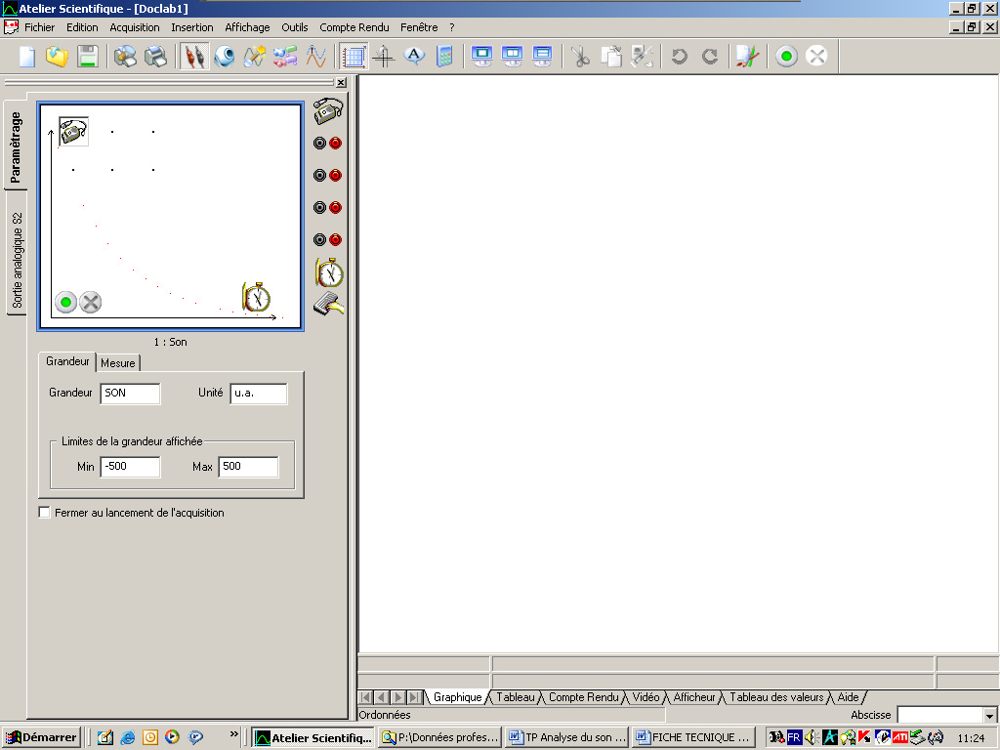 Atelier Scientifique - [Doclab1]
Fichier Edition Acquisition Insertion Affichage Outils Compte Rendu Fenêtre ?
Paramètrage
Sortie analogique S2
1 : Son
Grandeur Mesure
Grandeur SON Unité u.a.
Limites de la grandeur affichée
Min -500 Max 500
Fermer au lancement de l'acquisition
Graphique Tableau Compte Rendu Vidéo Afficheur Tableau des valeurs Aide
Ordonnées Abscisse
Démarrer » Atelier Scientifiq... P:\Données profes... TP Analyse du son ... FICHE TECNIQUE ... FR 11:24